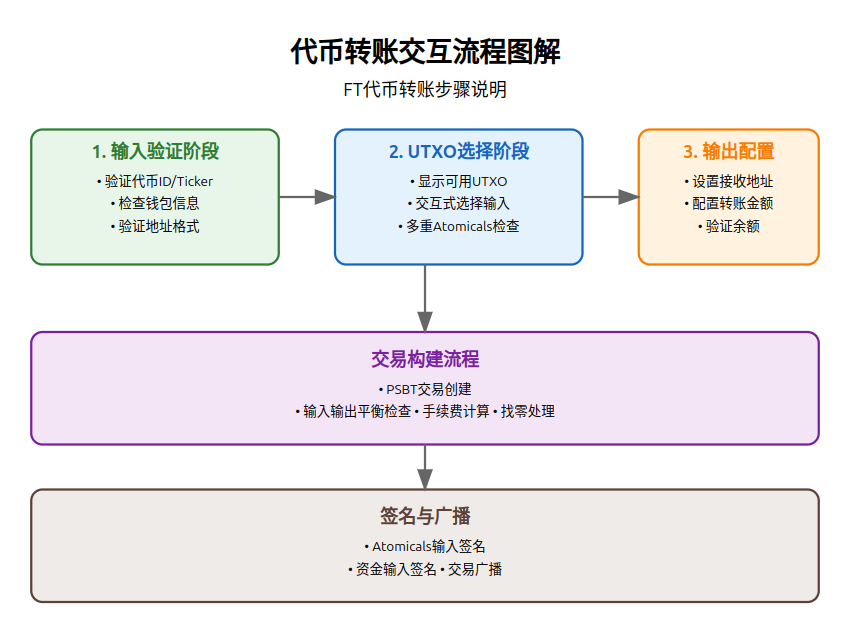 代币转账交互流程图解
FT代币转账步骤说明
1. 输入验证阶段
• 验证代币ID/Ticker
• 检查钱包信息
• 验证地址格式
2. UTXO选择阶段
• 显示可用UTXO
• 交互式选择输入
• 多重Atomicals检查
3. 输出配置
• 设置接收地址
• 配置转账金额
• 验证余额
交易构建流程
• PSBT交易创建
• 输入输出平衡检查 • 手续费计算 • 找零处理
签名与广播
• Atomicals输入签名
• 资金输入签名 • 交易广播